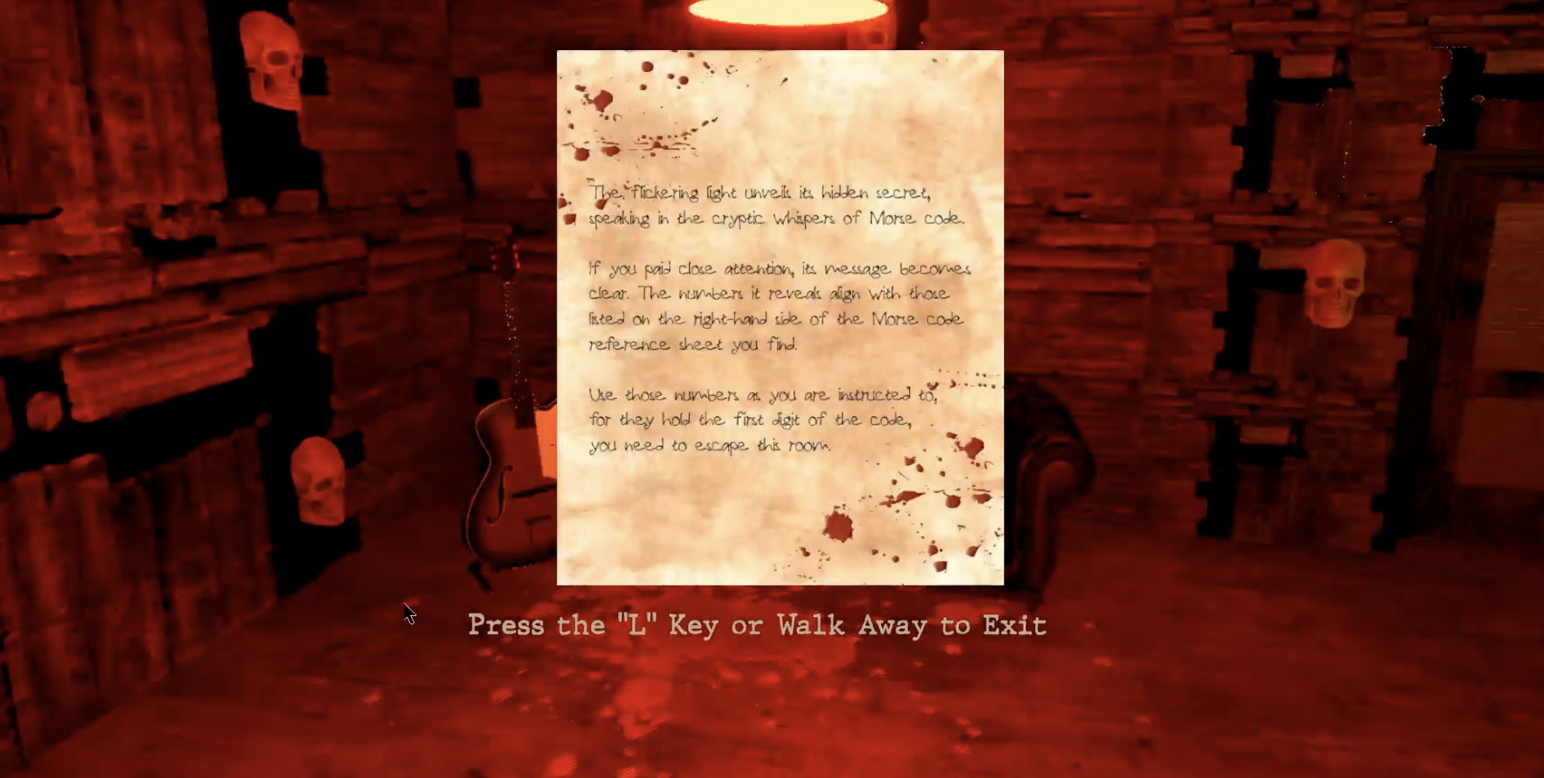 The flickering light unveils its hidden secret,
speaking in the cryptic whispers of Morse code.
If you paid close attention, its message becomes
clear. The numbers it reveals align with those
listed on the right-hand side of the Morse code
reference sheet you find.
Use those numbers as you are instructed to,
for they hold the first digit of the code,
you need to escape this room.
Press the "L" Key or Walk Away to Exit